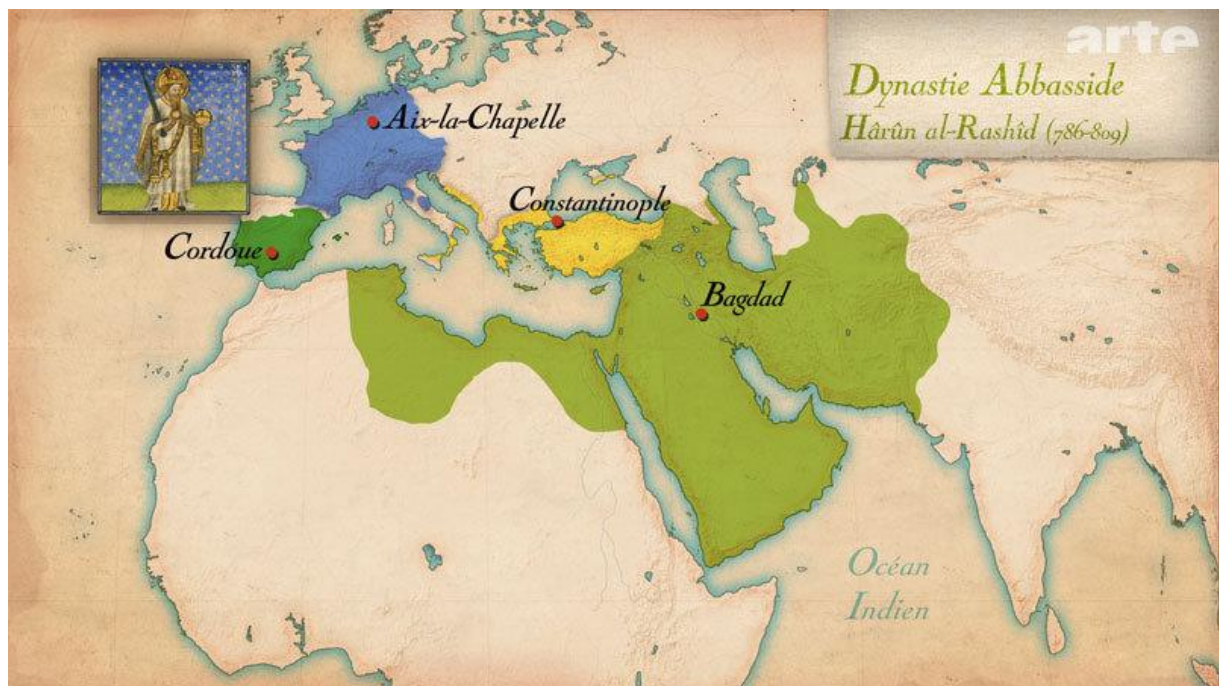 arte
Dynastie Abbasside
Hârûn al-Rashîd (786-809)
Aix-la-Chapelle
Constantinople
Cordoue
Bagdad
Océan
Indien